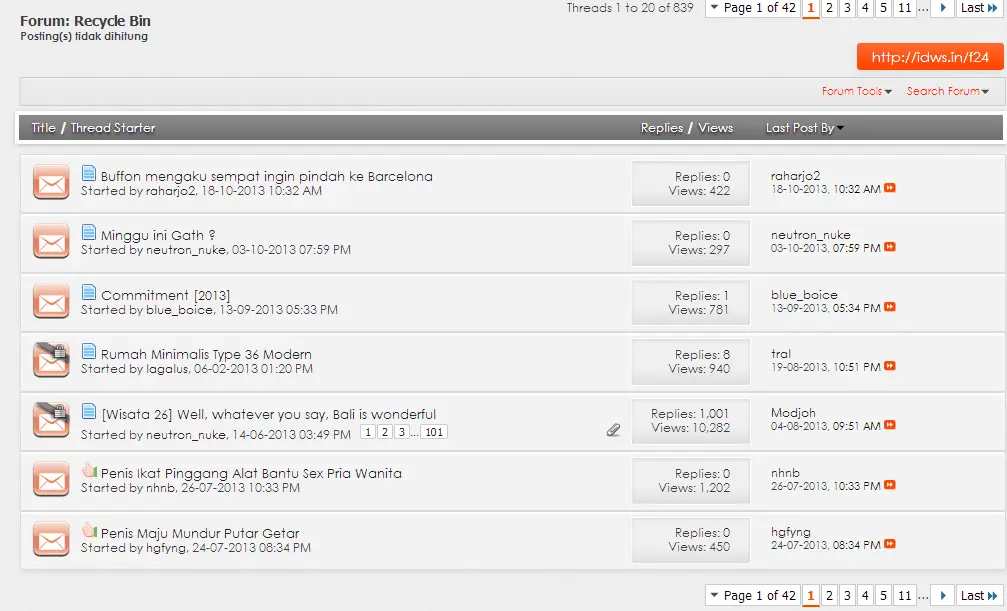 Threads 1 to 20 of 839 Page 1 of 42 1 2 3 4 5 11 ... Last
Forum: Recycle Bin
Posting(s) tidak dihitung
http://idws.in/f24
Forum Tools Search Forum
Title / Thread Starter Replies / Views Last Post By
Buffon mengaku sempat ingin pindah ke Barcelona Replies: 0 raharjo2
Started by raharjo2, 18-10-2013 10:32 AM Views: 422 18-10-2013, 10:32 AM
Minggu ini Gath ? Replies: 0 neutron_nuke
Started by neutron_nuke, 03-10-2013 07:59 PM Views: 297 03-10-2013, 07:59 PM
Commitment [2013] Replies: 1 blue_boice
Started by blue_boice, 13-09-2013 05:33 PM Views: 781 13-09-2013, 05:34 PM
Rumah Minimalis Type 36 Modern Replies: 8 tral
Started by lagalus, 06-02-2013 01:20 PM Views: 940 19-08-2013, 10:51 PM
[Wisata 26] Well, whatever you say, Bali is wonderful Replies: 1,001 Modjoh
Started by neutron_nuke, 14-06-2013 03:49 PM 1 2 3 ... 101 Views: 10,282 04-08-2013, 09:51 AM
Penis Ikat Pinggang Alat Bantu Sex Pria Wanita Replies: 0 nhnb
Started by nhnb, 26-07-2013 10:33 PM Views: 1,202 26-07-2013, 10:33 PM
Penis Maju Mundur Putar Getar Replies: 0 hgfyng
Started by hgfyng, 24-07-2013 08:34 PM Views: 450 24-07-2013, 08:34 PM
Page 1 of 42 1 2 3 4 5 11 ... Last